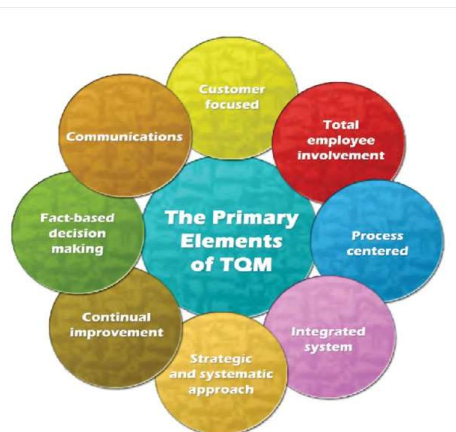 Customer
focused
Total
employee
involvement
Process
centered
Integrated
system
Strategic
and systematic
approach
Continual
improvement
Fact-based
decision
making
Communications
The Primary
Elements
of TQM